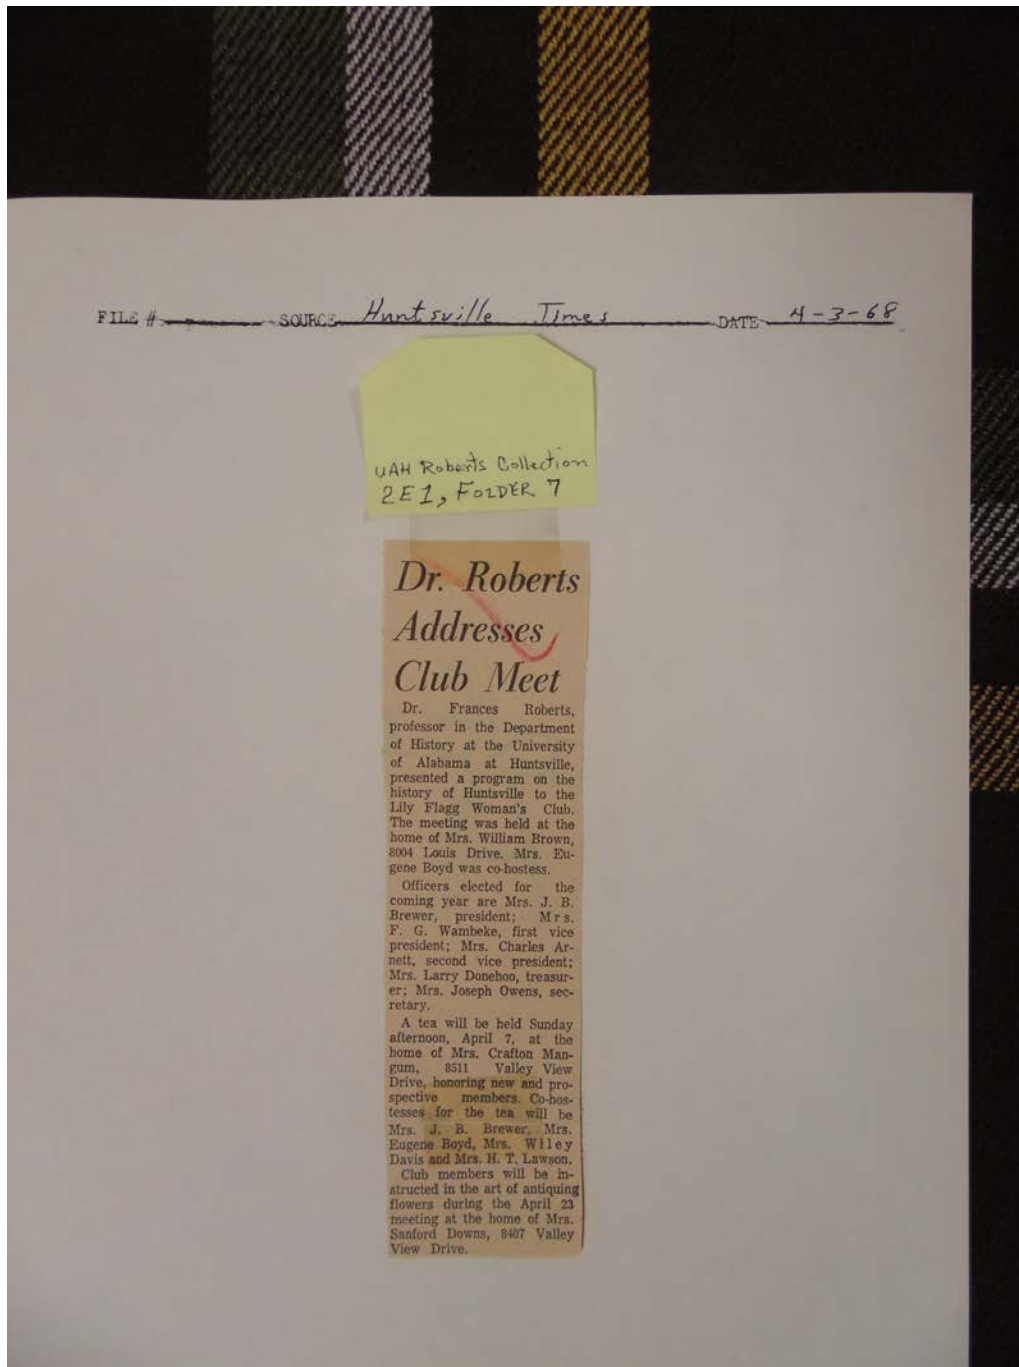 FILE # SOURCE Huntsville Times DATE 4-3-68
UAH Roberts Collection
2E1, FOLDER 7
Dr. Roberts
Addresses
Club Meet
Dr. Frances Roberts,
professor in the Department
of History at the University
of Alabama at Huntsville,
presented a program on the
history of Huntsville to the
Lily Flagg Woman's Club.
The meeting was held at the
home of Mrs. William Brown,
8004 Louis Drive. Mrs. Eu-
gene Boyd was co-hostess.
Officers elected for the
coming year are Mrs. J. B.
Brewer, president; Mrs.
F. G. Wambeke, first vice
president; Mrs. Charles Ar-
nett, second vice president;
Mrs. Larry Donehoo, treasur-
er; Mrs. Joseph Owens, sec-
retary.
A tea will be held Sunday
afternoon, April 7, at the
home of Mrs. Crafton Man-
gum, 8511 Valley View
Drive, honoring new and pro-
spective members. Co-hos-
tesses for the tea will be
Mrs. J. B. Brewer, Mrs.
Eugene Boyd, Mrs. Wiley
Davis and Mrs. H. T. Lawson.
Club members will be in-
structed in the art of antiquing
flowers during the April 23
meeting at the home of Mrs.
Sanford Downs, 8407 Valley
View Drive.